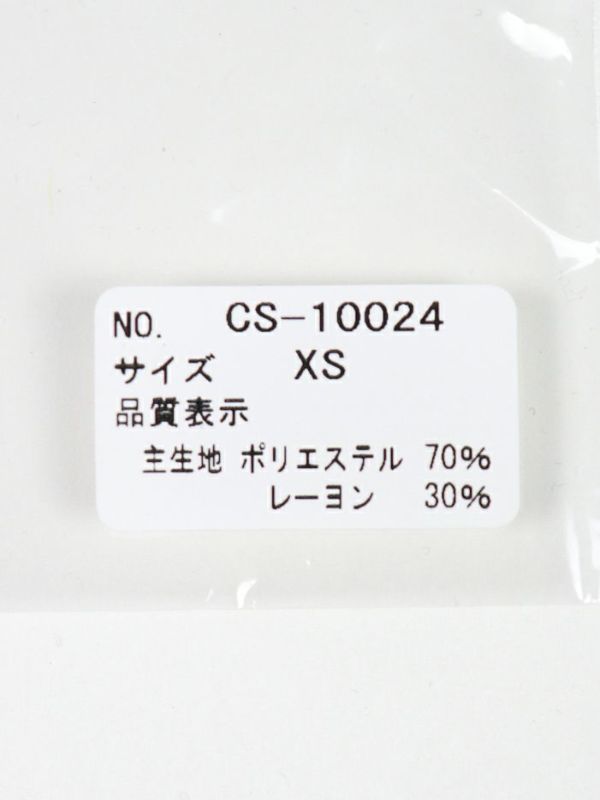 NO. CS-10024
サイズ XS
品質表示
主生地 ポリエステル 70%
レーヨン 30%